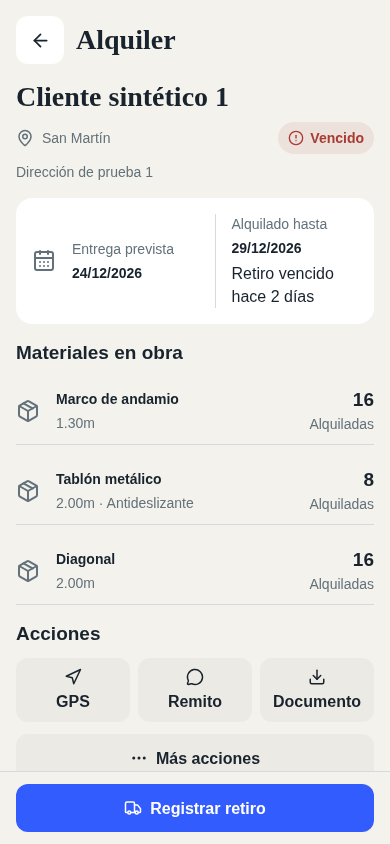 Alquiler
Cliente sintético 1
San Martín
Vencido
Dirección de prueba 1
Entrega prevista
24/12/2026
Alquilado hasta
29/12/2026
Retiro vencido
hace 2 días
Materiales en obra
Marco de andamio
1.30m
16
Alquiladas
Tablón metálico
2.00m · Antideslizante
8
Alquiladas
Diagonal
2.00m
16
Alquiladas
Acciones
GPS
Remito
Documento
Más acciones
Registrar retiro